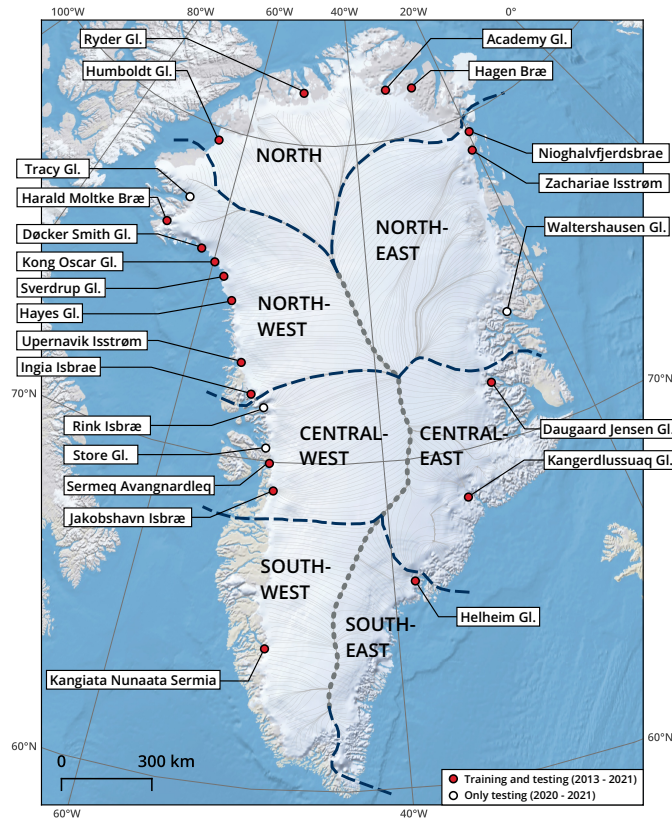 100°W
80°W
60°W
40°W
20°W
0°
Ryder Gl.
Academy Gl.
Humboldt Gl.
Hagen Bræ
NORTH
Nioghalvfjerdsbrae
Tracy Gl.
Zachariae Isstrøm
Harald Moltke Bræ
NORTH-
EAST
Waltershausen Gl.
Døcker Smith Gl.
Kong Oscar Gl.
Sverdrup Gl.
NORTH-
WEST
Hayes Gl.
Upernavik Isstrøm
Ingia Isbrae
70°N
70°N
Rink Isbræ
CENTRAL-
WEST
CENTRAL-
EAST
Daugaard Jensen Gl.
Store Gl.
Kangerdlussuaq Gl.
Sermeq Avangnardleq
Jakobshavn Isbræ
SOUTH-
WEST
Helheim Gl.
SOUTH-
EAST
Kangiata Nunaata Sermia
60°N
60°N
0
300 km
Training and testing (2013 - 2021)
Only testing (2020 - 2021)
60°W
40°W